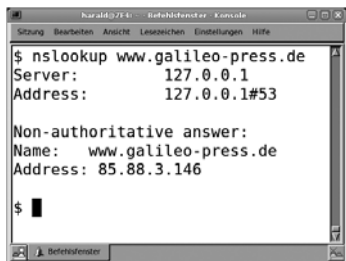 harald@7E4: - Befehlsfenster - Konsole
Sitzung Bearbeiten Ansicht Lesezeichen Einstellungen Hilfe
$ nslookup www.galileo-press.de
Server: 127.0.0.1
Address: 127.0.0.1#53
Non-authoritative answer:
Name: www.galileo-press.de
Address: 85.88.3.146
$
Befehlsfenster